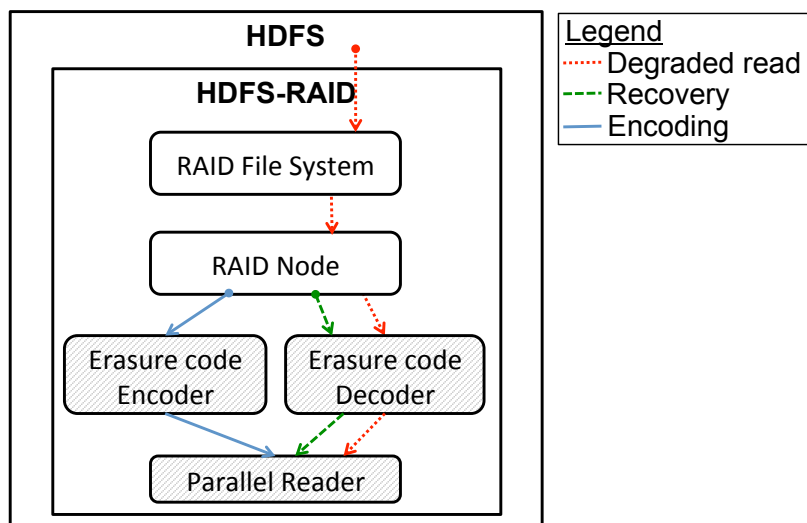 HDFS
HDFS-RAID
RAID File System
RAID Node
Erasure code
Encoder
Erasure code
Decoder
Parallel Reader
Legend
Degraded read
Recovery
Encoding